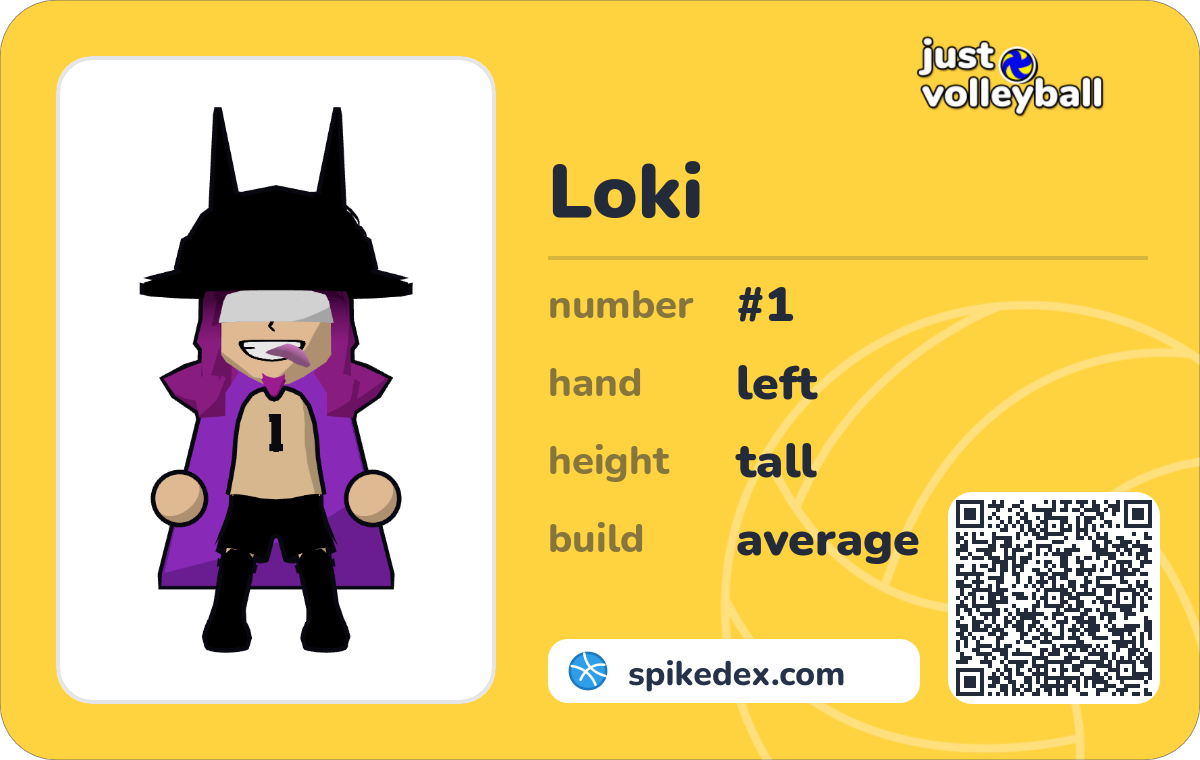 just
volleyball
Loki
number #1
hand left
height tall
build average
1
spikedex.com